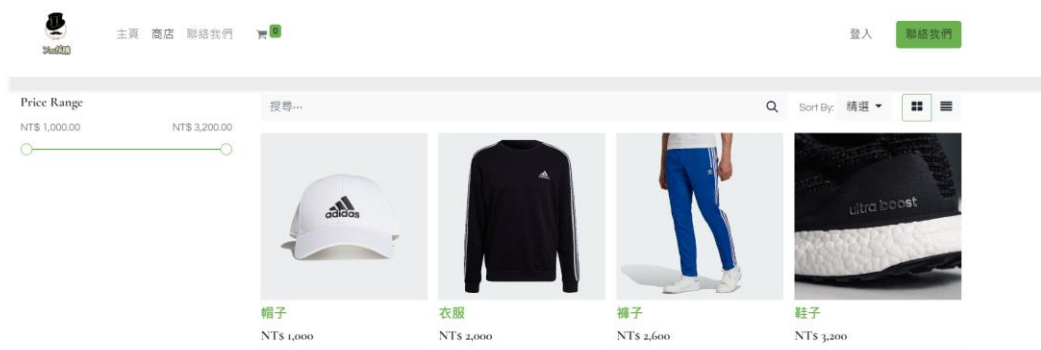 主頁 商店 聯絡我們 0 登入 聯絡我們
Price Range
NT$ 1,000.00 NT$ 3,200.00
搜尋...
Sort By: 精選
adidas
ultra boost
帽子 衣服 褲子 鞋子
NT$ 1,000 NT$ 2,000 NT$ 2,600 NT$ 3,200